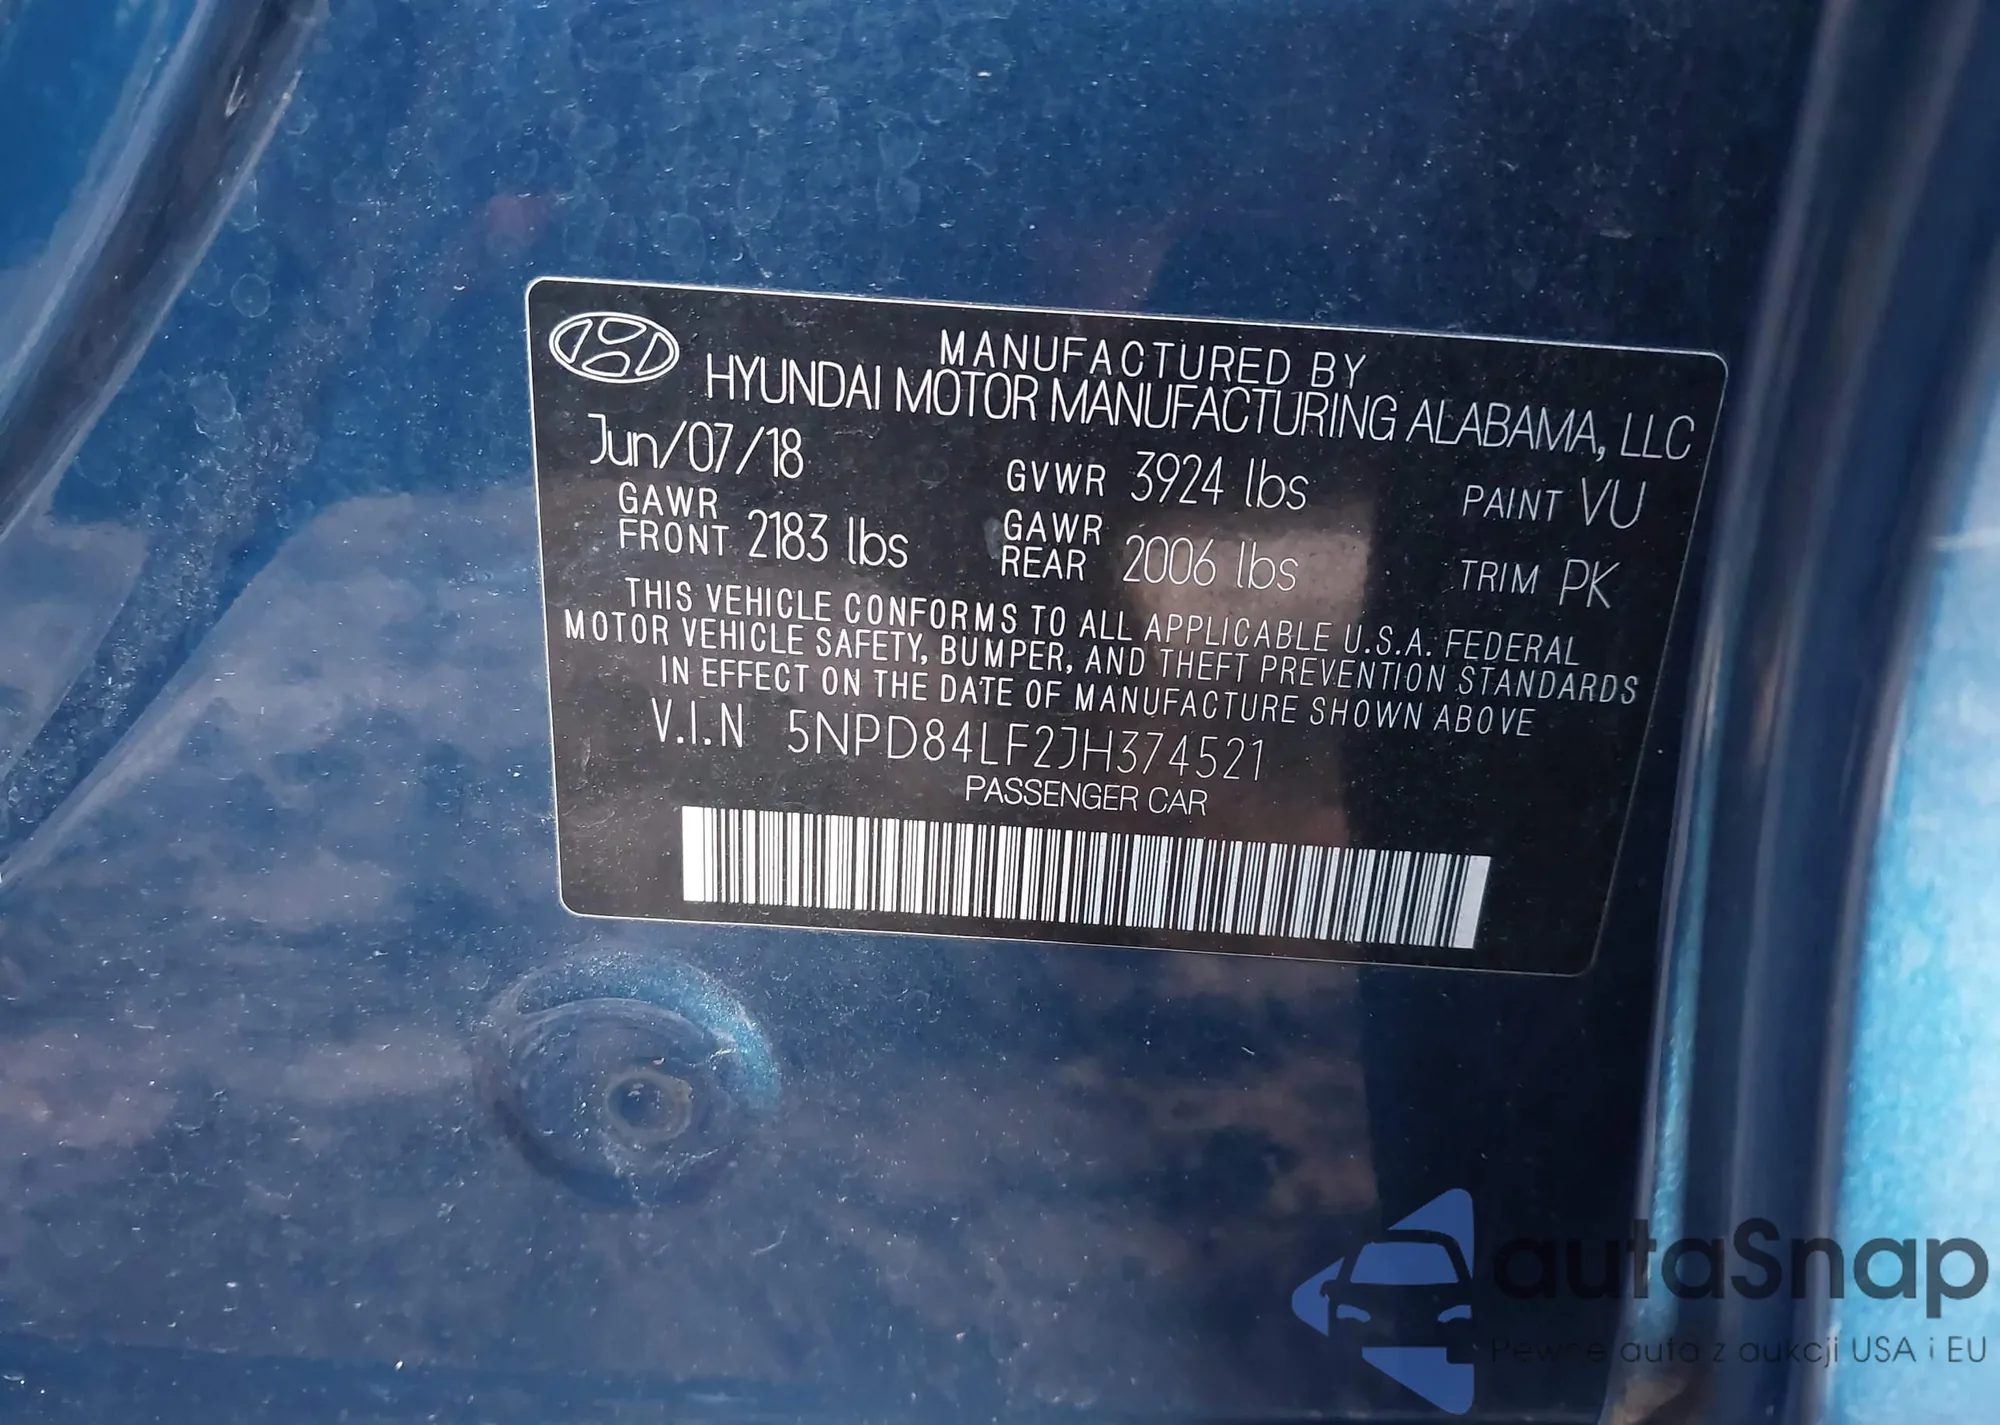 MANUFACTURED BY
HYUNDAI MOTOR MANUFACTURING ALABAMA, LLC
Jun/07/18 GVWR 3924 lbs PAINT VU
GAWR FRONT 2183 lbs GAWR REAR 2006 lbs TRIM PK
THIS VEHICLE CONFORMS TO ALL APPLICABLE U.S.A. FEDERAL
MOTOR VEHICLE SAFETY, BUMPER, AND THEFT PREVENTION STANDARDS
IN EFFECT ON THE DATE OF MANUFACTURE SHOWN ABOVE
V.I.N 5NPD84LF2JH374521
PASSENGER CAR
autaSnap
Pewne auta z aukcji USA i EU